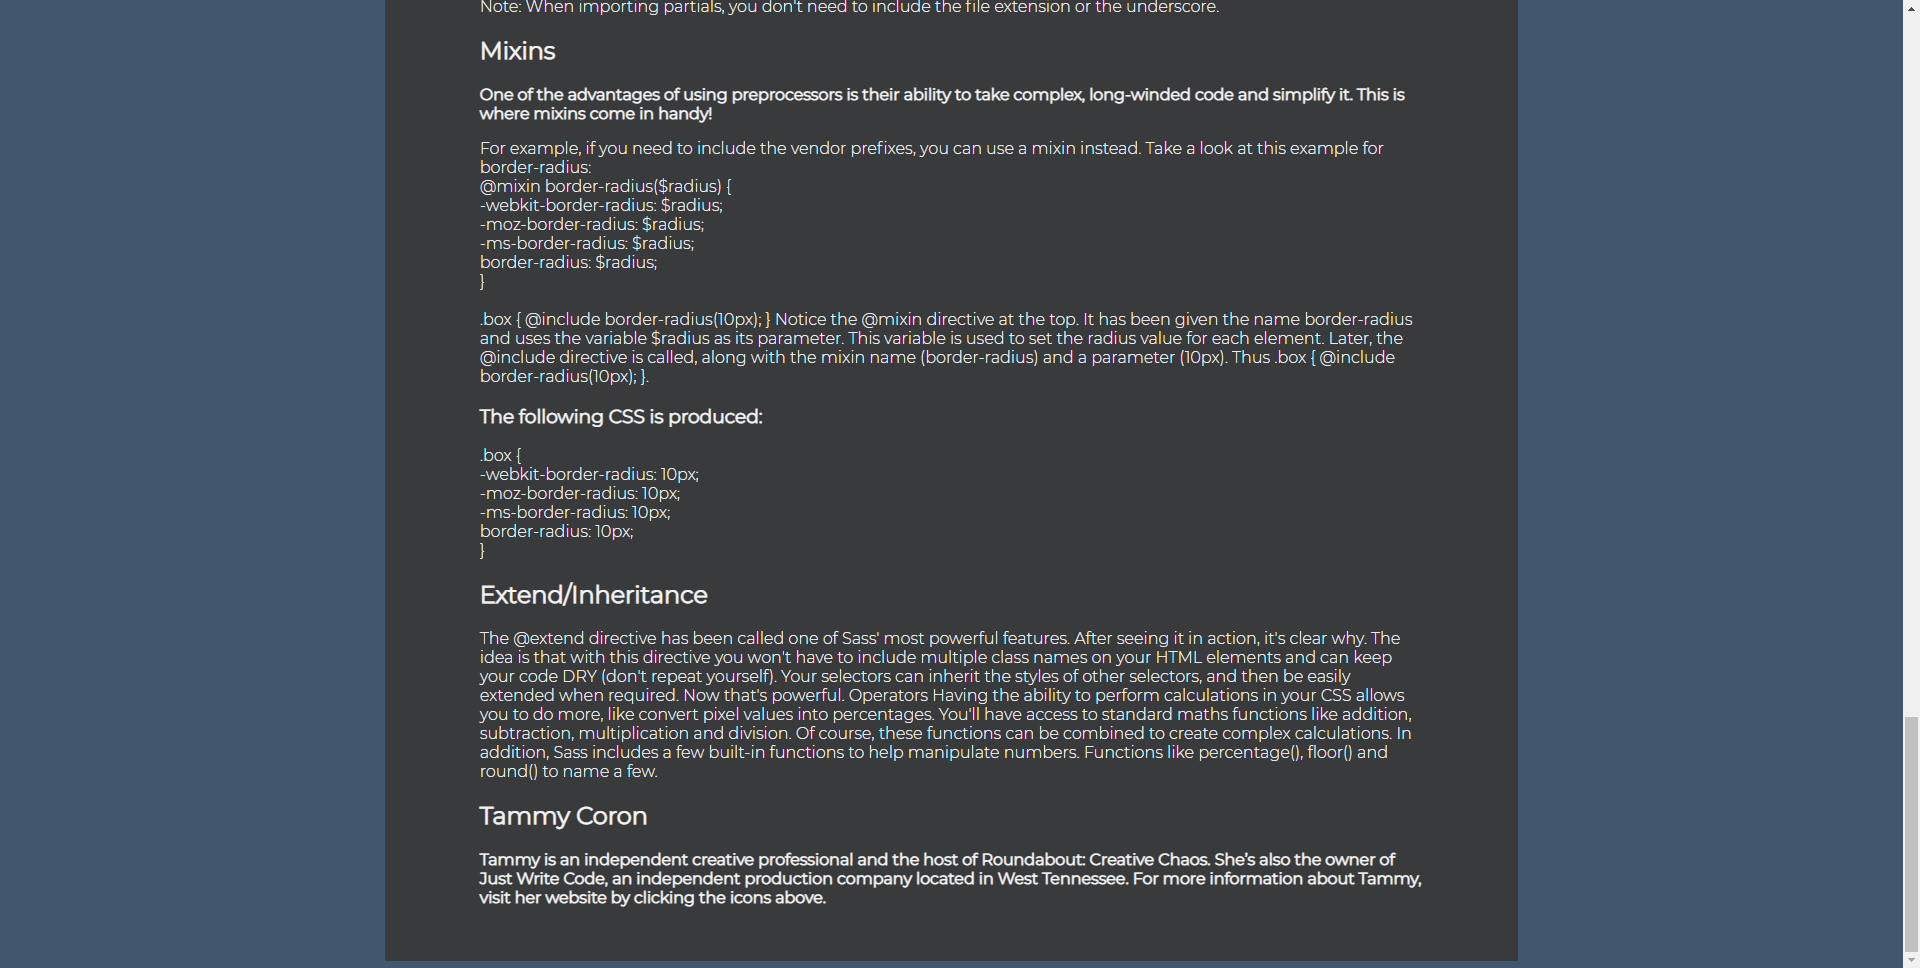 Note: When importing partials, you don't need to include the file extension or the underscore.
Mixins
One of the advantages of using preprocessors is their ability to take complex, long-winded code and simplify it. This is
where mixins come in handy!
For example, if you need to include the vendor prefixes, you can use a mixin instead. Take a look at this example for
border-radius:
@mixin border-radius($radius) {
-webkit-border-radius: $radius;
-moz-border-radius: $radius;
-ms-border-radius: $radius;
border-radius: $radius;
}
.box { @include border-radius(10px); } Notice the @mixin directive at the top. It has been given the name border-radius
and uses the variable $radius as its parameter. This variable is used to set the radius value for each element. Later, the
@include directive is called, along with the mixin name (border-radius) and a parameter (10px). Thus .box { @include
border-radius(10px); }.
The following CSS is produced:
.box {
-webkit-border-radius: 10px;
-moz-border-radius: 10px;
-ms-border-radius: 10px;
border-radius: 10px;
}
Extend/Inheritance
The @extend directive has been called one of Sass' most powerful features. After seeing it in action, it's clear why. The
idea is that with this directive you won't have to include multiple class names on your HTML elements and can keep
your code DRY (don't repeat yourself). Your selectors can inherit the styles of other selectors, and then be easily
extended when required. Now that's powerful. Operators Having the ability to perform calculations in your CSS allows
you to do more, like convert pixel values into percentages. You'll have access to standard maths functions like addition,
subtraction, multiplication and division. Of course, these functions can be combined to create complex calculations. In
addition, Sass includes a few built-in functions to help manipulate numbers. Functions like percentage(), floor() and
round() to name a few.
Tammy Coron
Tammy is an independent creative professional and the host of Roundabout: Creative Chaos. She's also the owner of
Just Write Code, an independent production company located in West Tennessee. For more information about Tammy,
visit her website by clicking the icons above.